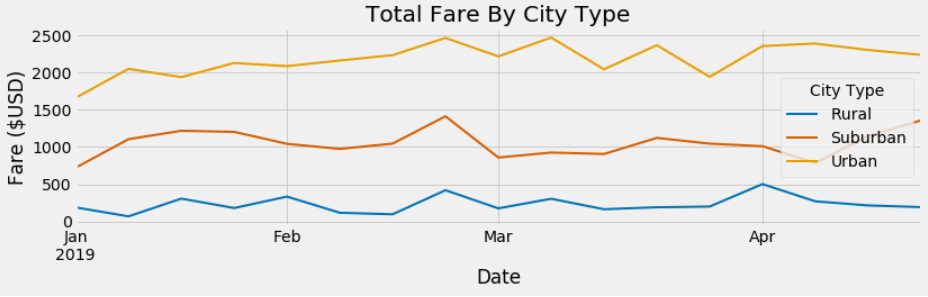 Total Fare By City Type
Fare ($USD)
2500
2000
1500
1000
500
0
City Type
Rural
Suburban
Urban
Jan Feb Mar Apr
2019
Date